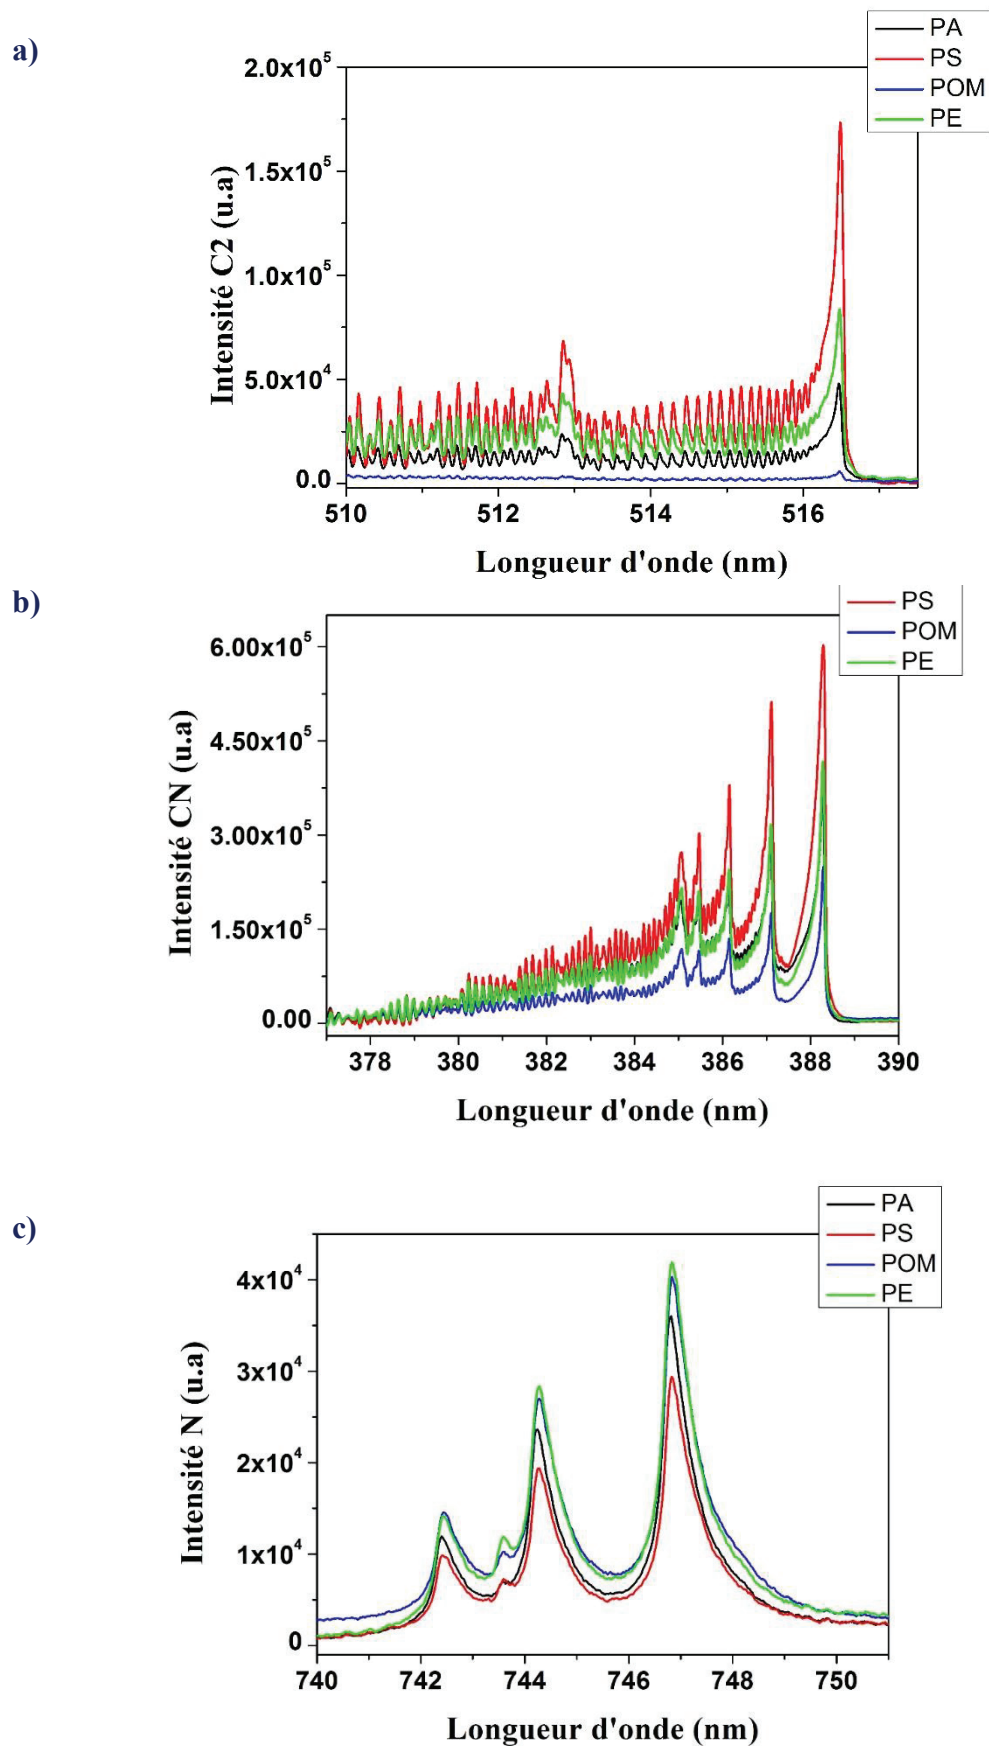 a)
PA
PS
POM
PE
2.0x10⁵
1.5x10⁵
1.0x10⁵
5.0x10⁴
0.0
Intensité C2 (u.a)
510 512 514 516
Longueur d'onde (nm)
b)
PS
POM
PE
6.00x10⁵
4.50x10⁵
3.00x10⁵
1.50x10⁵
0.00
Intensité CN (u.a)
378 380 382 384 386 388 390
Longueur d'onde (nm)
c)
PA
PS
POM
PE
4x10⁴
3x10⁴
2x10⁴
1x10⁴
0
Intensité N (u.a)
740 742 744 746 748 750
Longueur d'onde (nm)